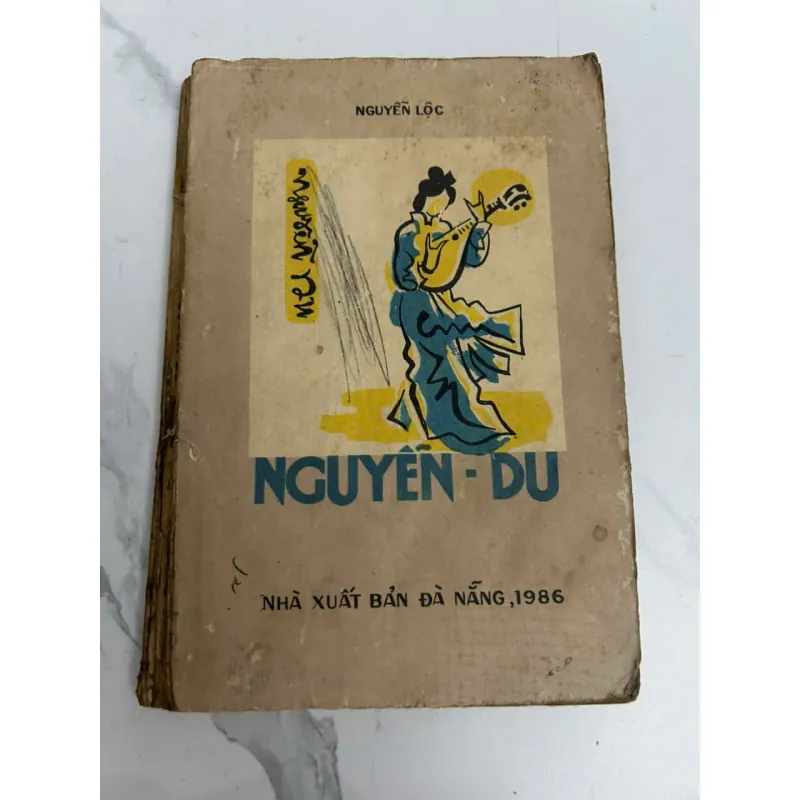 NGUYỄN LỘC
NGUYỄN - DU
NHÀ XUẤT BẢN ĐÀ NẴNG, 1986